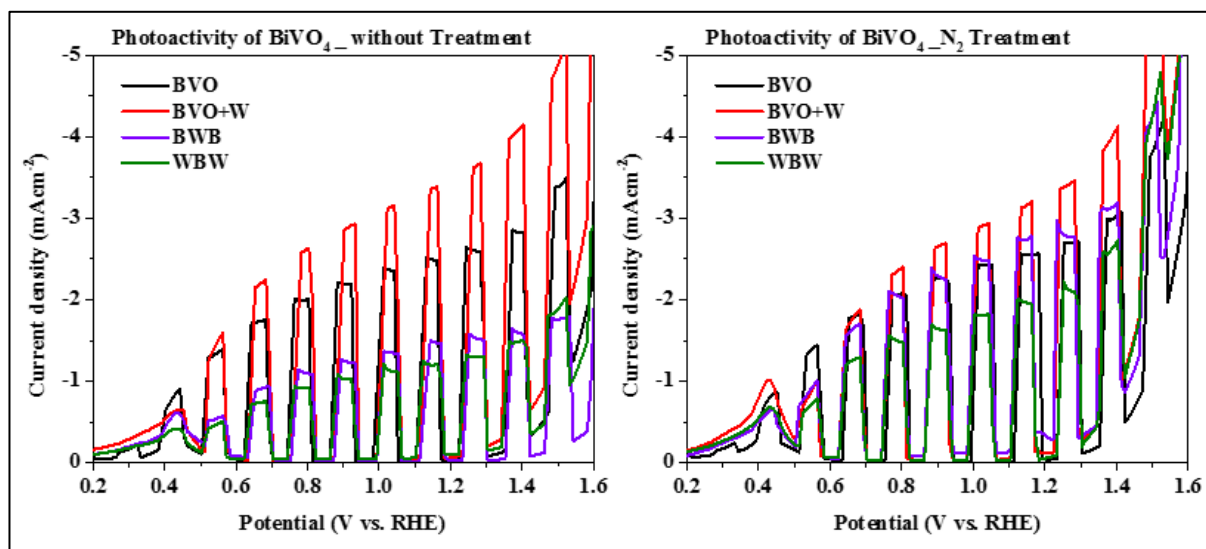 Photoactivity of BiVO4_ without Treatment
-5
-4
-3
-2
-1
0
Current density (mAcm-2)
BVO
BVO+W
BWB
WBW
0.2 0.4 0.6 0.8 1.0 1.2 1.4 1.6
Potential (V vs. RHE)
Photoactivity of BiVO4_N2 Treatment
-5
-4
-3
-2
-1
0
Current density (mAcm-2)
BVO
BVO+W
BWB
WBW
0.2 0.4 0.6 0.8 1.0 1.2 1.4 1.6
Potential (V vs. RHE)